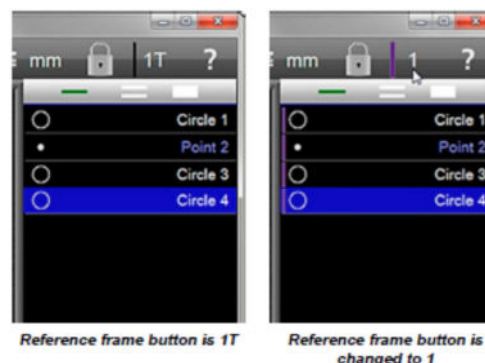 mm 1T ?
Circle 1
Point 2
Circle 3
Circle 4
Reference frame button is 1T
mm 1 ?
Circle 1
Point 2
Circle 3
Circle 4
Reference frame button is
changed to 1